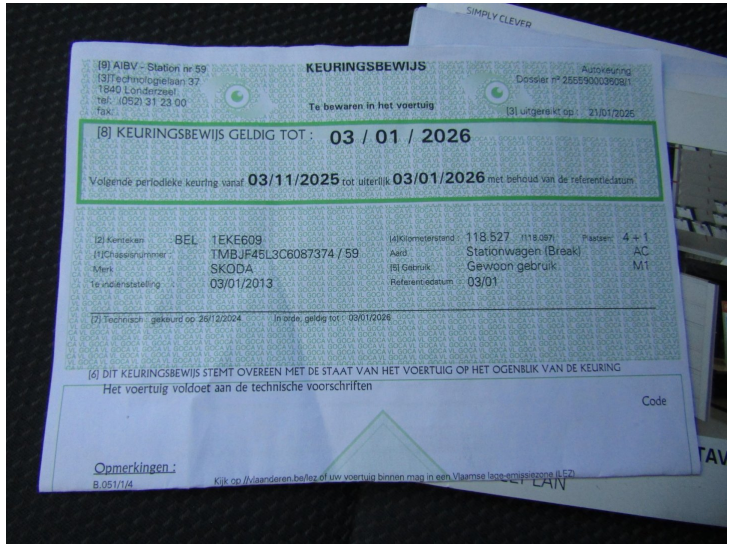 SIMPLY CLEVER
[9] AIBV - Station nr 59
[3]Technologielaan 37
1840 Londerzeel
tel: (052) 31 23 00
fax:
KEURINGSBEWIJS
Te bewaren in het voertuig
Autokeuring
Dossier nº 255590003608/1
[3] uitgereikt op : 21/01/2025
[8] KEURINGSBEWIJS GELDIG TOT : 03 / 01 / 2026
Volgende periodieke keuring vanaf 03/11/2025 tot uiterlijk 03/01/2026 met behoud van de referentiedatum
[2] Kenteken : BEL 1EKE609 [4]Kilometerstand : 118.527 (118.097) Plaatsen: 4 + 1
[1]Chassisnummer : TMBJF45L3C6087374 / 59 Aard Stationwagen (Break) AC
Merk : SKODA [5] Gebruik : Gewoon gebruik M1
1e indienststelling : 03/01/2013 Referentiedatum : 03/01
[7] Technisch : gekeurd op 26/12/2024 In orde, geldig tot : 03/01/2026
[6] DIT KEURINGSBEWIJS STEMT OVEREEN MET DE STAAT VAN HET VOERTUIG OP HET OGENBLIK VAN DE KEURING
Het voertuig voldoet aan de technische voorschriften
Code
Opmerkingen :
B.051/1/4
Kijk op //vlaanderen.be/lez of uw voertuig binnen mag in een Vlaamse lage-emissiezone (LEZ)